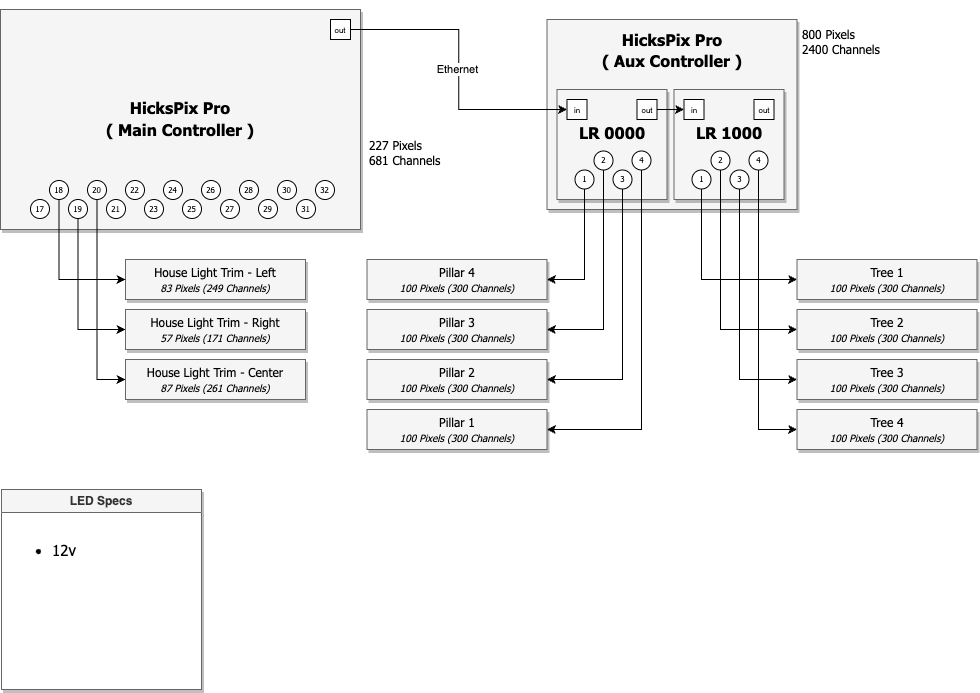 out
HicksPix Pro
( Main Controller )
18 20 22 24 26 28 30 32
17 19 21 23 25 27 29 31
227 Pixels
681 Channels
Ethernet
HicksPix Pro
( Aux Controller )
800 Pixels
2400 Channels
in out
LR 0000
2 4
1 3
in out
LR 1000
2 4
1 3
House Light Trim - Left
83 Pixels (249 Channels)
House Light Trim - Right
57 Pixels (171 Channels)
House Light Trim - Center
87 Pixels (261 Channels)
Pillar 4
100 Pixels (300 Channels)
Pillar 3
100 Pixels (300 Channels)
Pillar 2
100 Pixels (300 Channels)
Pillar 1
100 Pixels (300 Channels)
Tree 1
100 Pixels (300 Channels)
Tree 2
100 Pixels (300 Channels)
Tree 3
100 Pixels (300 Channels)
Tree 4
100 Pixels (300 Channels)
LED Specs
• 12v